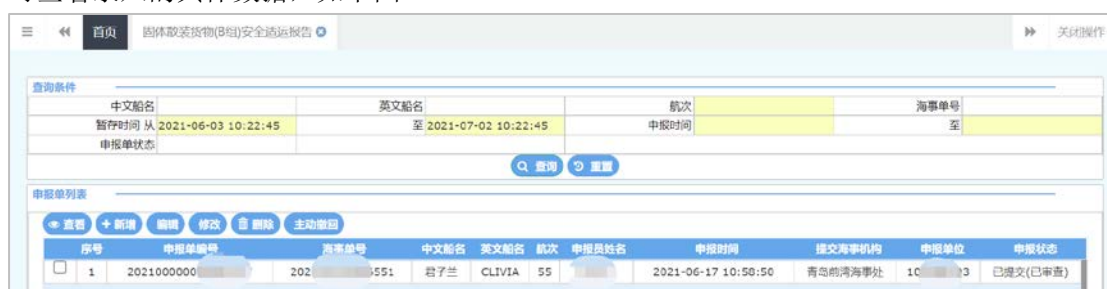 首页 固体散装货物(B组)安全适运报告 关闭操作
查询条件
中文船名 英文船名 航次 海事单号
暂存时间 从 2021-06-03 10:22:45 至 2021-07-02 10:22:45 申报时间 至
申报单状态
查询 重置
申报单列表
查看 +新增 编辑 修改 删除 主动撤回
序号 申报单编号 海事单号 中文船名 英文船名 航次 申报员姓名 申报时间 提交海事机构 申报单位 申报状态
1 2021000000 202 5551 君子兰 CLIVIA 55 2021-06-17 10:58:50 青岛前湾海事处 10 3 已提交(已审查)